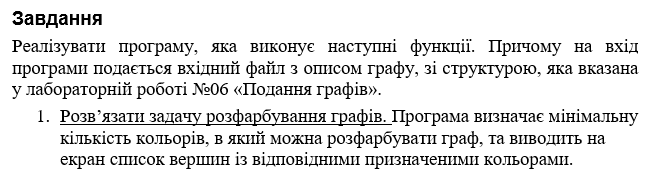 Завдання
Реалізувати програму, яка виконує наступні функції. Причому на вхід
програми подається вхідний файл з описом графу, зі структурою, яка вказана
у лабораторній роботі №06 «Подання графів».
1. Розв’язати задачу розфарбування графів. Програма визначає мінімальну
кількість кольорів, в який можна розфарбувати граф, та виводить на
екран список вершин із відповідними призначеними кольорами.